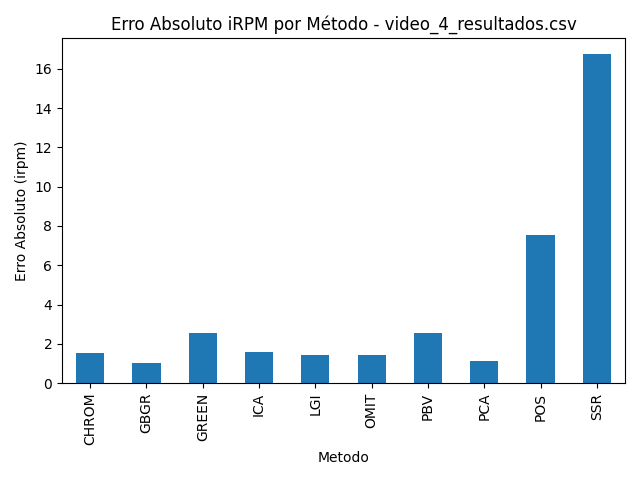 Erro Absoluto iRPM por Método - video_4_resultados.csv
Erro Absoluto (irpm)
16
14
12
10
8
6
4
2
0
CHROM
GBGR
GREEN
ICA
LGI
OMIT
PBV
PCA
POS
SSR
Metodo